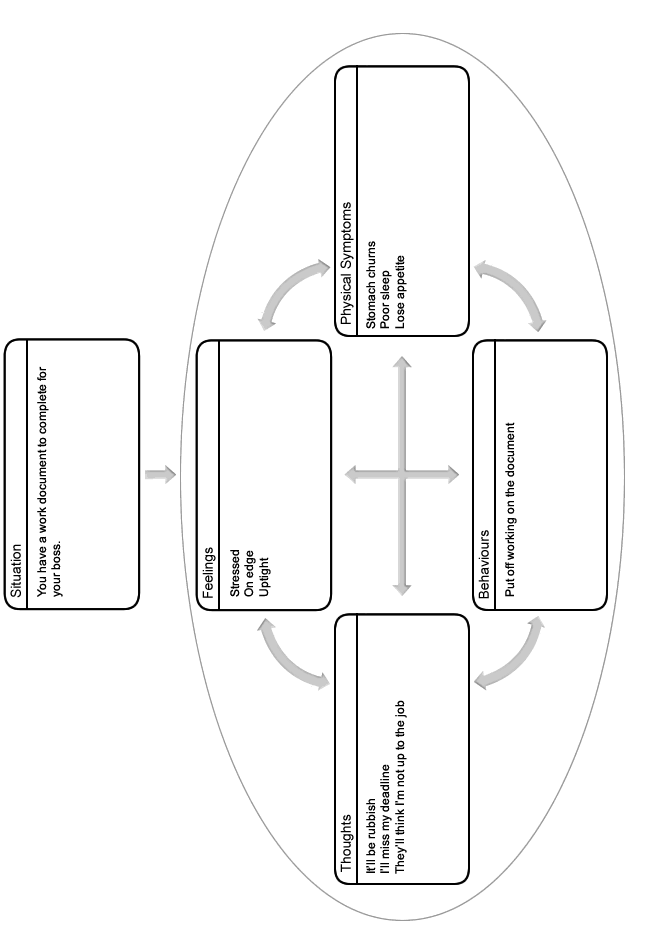 Situation
You have a work document to complete for
your boss.
Feelings
Stressed
On edge
Uptight
Thoughts
It'll be rubbish
I'll miss my deadline
They'll think I'm not up to the job
Physical Symptoms
Stomach churns
Poor sleep
Lose appetite
Behaviours
Put off working on the document